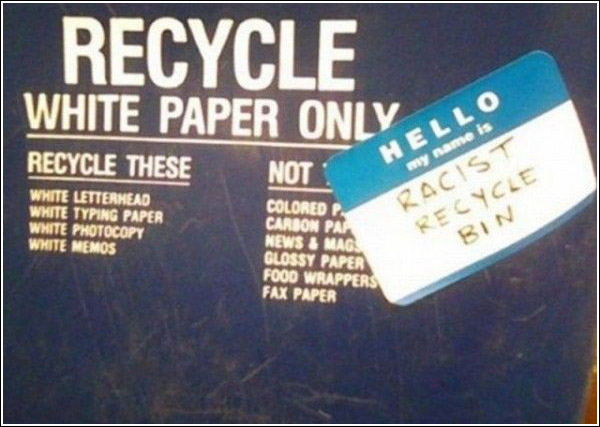 RECYCLE
WHITE PAPER ONLY
RECYCLE THESE
WHITE LETTERHEAD
WHITE TYPING PAPER
WHITE PHOTOCOPY
WHITE MEMOS
NOT
COLORED
CARBON
NEWS & MAGS
GLOSSY PAPER
FOOD WRAPPERS
FAX PAPER
HELLO
my name is
RACIST
RECYCLE
BIN